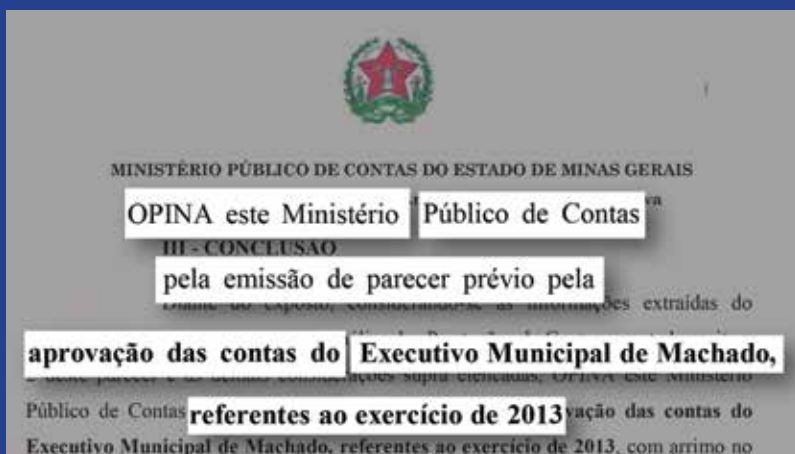 MINISTÉRIO PÚBLICO DE CONTAS DO ESTADO DE MINAS GERAIS
OPINA este Ministério Público de Contas
III - CONCLUSÃO
pela emissão de parecer prévio pela
Diante do exposto, considerando-se as informações extraídas do
aprovação das contas do Executivo Municipal de Machado,
e deste parecer e as demais considerações supra elencadas, OPINA este Ministério
Público de Contas referentes ao exercício de 2013 vação das contas do
Executivo Municipal de Machado, referentes ao exercício de 2013, com arrimo no